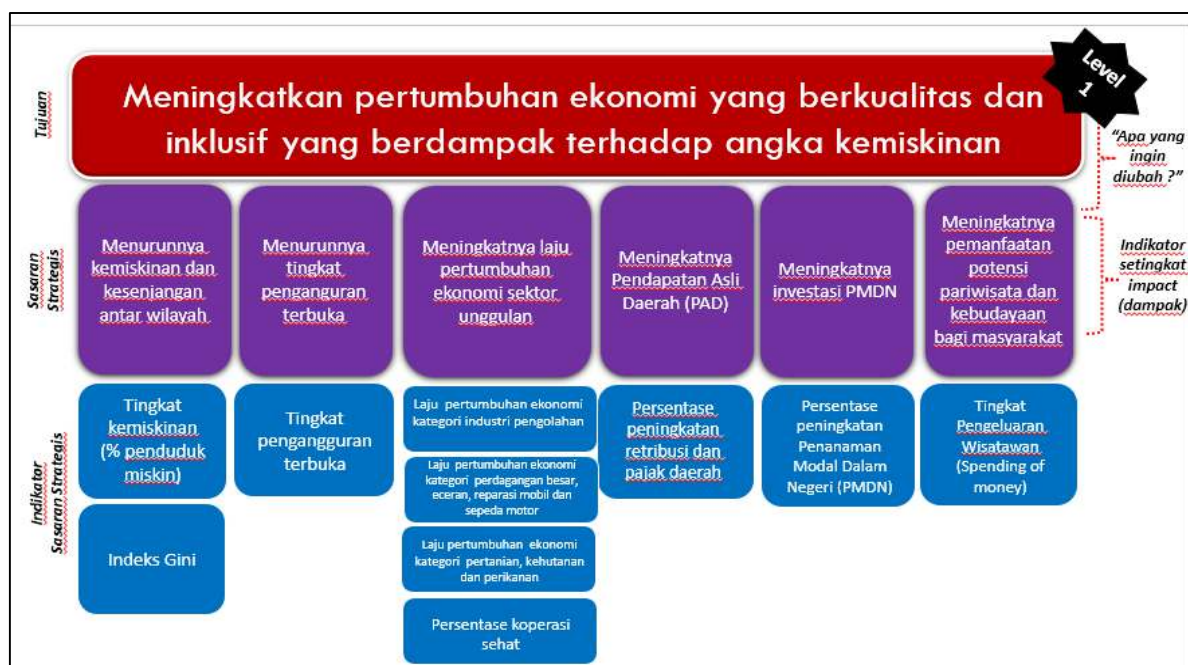 Tujuan
Meningkatkan pertumbuhan ekonomi yang berkualitas dan
inklusif yang berdampak terhadap angka kemiskinan
Level
1
"Apa yang
ingin
diubah ?"
Sasaran
Strategis
Menurunnya
kemiskinan dan
kesenjangan
antar wilayah
Menurunnya
tingkat
penganguran
terbuka
Meningkatnya laju
pertumbuhan
ekonomi sektor
unggulan
Meningkatnya
Pendapatan Asli
Daerah (PAD)
Meningkatnya
investasi PMDN
Meningkatnya
pemanfaatan
potensi
pariwisata dan
kebudayaan
bagi masyarakat
Indikator
setingkat
impact
(dampak)
Indikator
Sasaran Strategis
Tingkat
kemiskinan
(% penduduk
miskin)
Indeks Gini
Tingkat
pengangguran
terbuka
Laju pertumbuhan ekonomi
kategori industri pengolahan
Laju pertumbuhan ekonomi
kategori perdagangan besar,
eceran, reparasi mobil dan
sepeda motor
Laju pertumbuhan ekonomi
kategori pertanian, kehutanan
dan perikanan
Persentase koperasi
sehat
Persentase
peningkatan
retribusi dan
pajak daerah
Persentase
peningkatan
Penanaman
Modal Dalam
Negeri (PMDN)
Tingkat
Pengeluaran
Wisatawan
(Spending of
money)